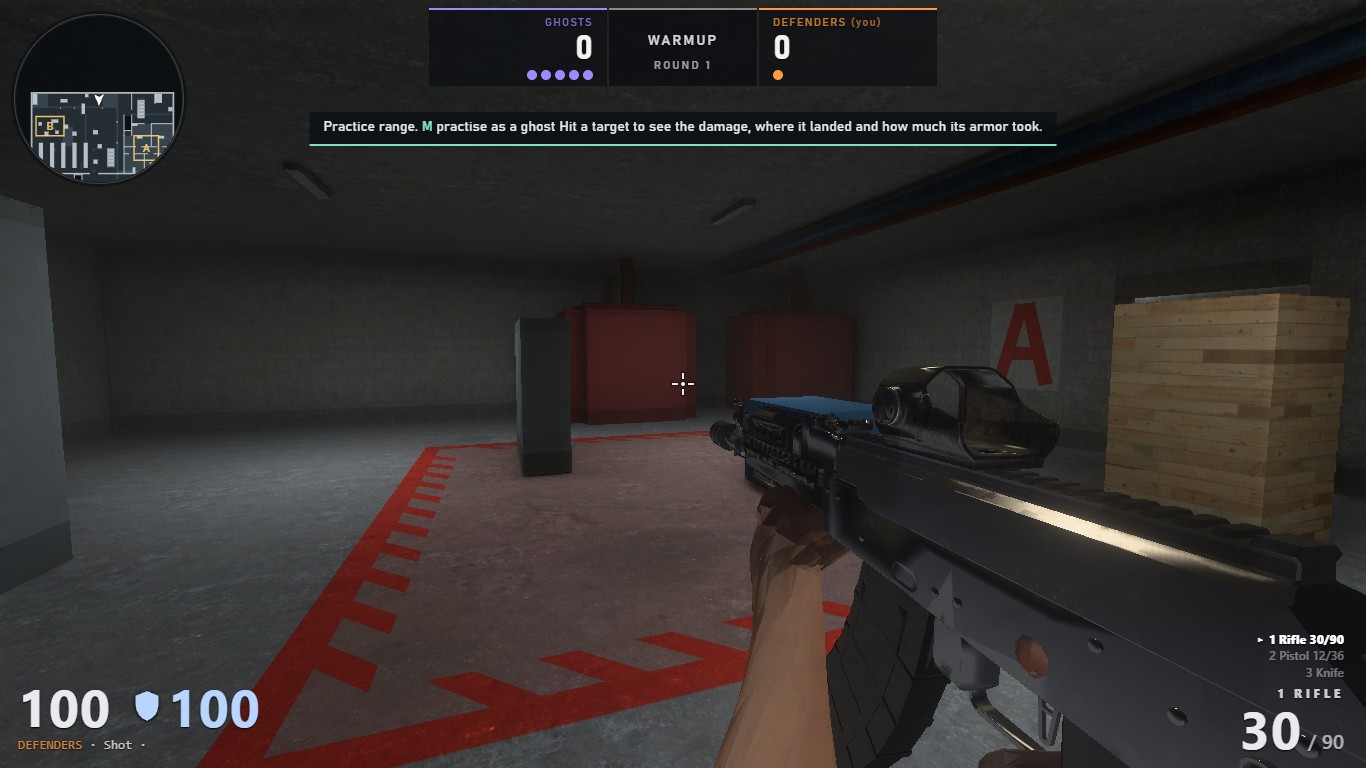 GHOSTS
0
WARMUP
ROUND 1
DEFENDERS (you)
0
B
A
Practice range. M practise as a ghost Hit a target to see the damage, where it landed and how much its armor took.
A
▸ 1 Rifle 30/90
2 Pistol 12/36
3 Knife
1 RIFLE
30 / 90
100 100
DEFENDERS · Shot ·